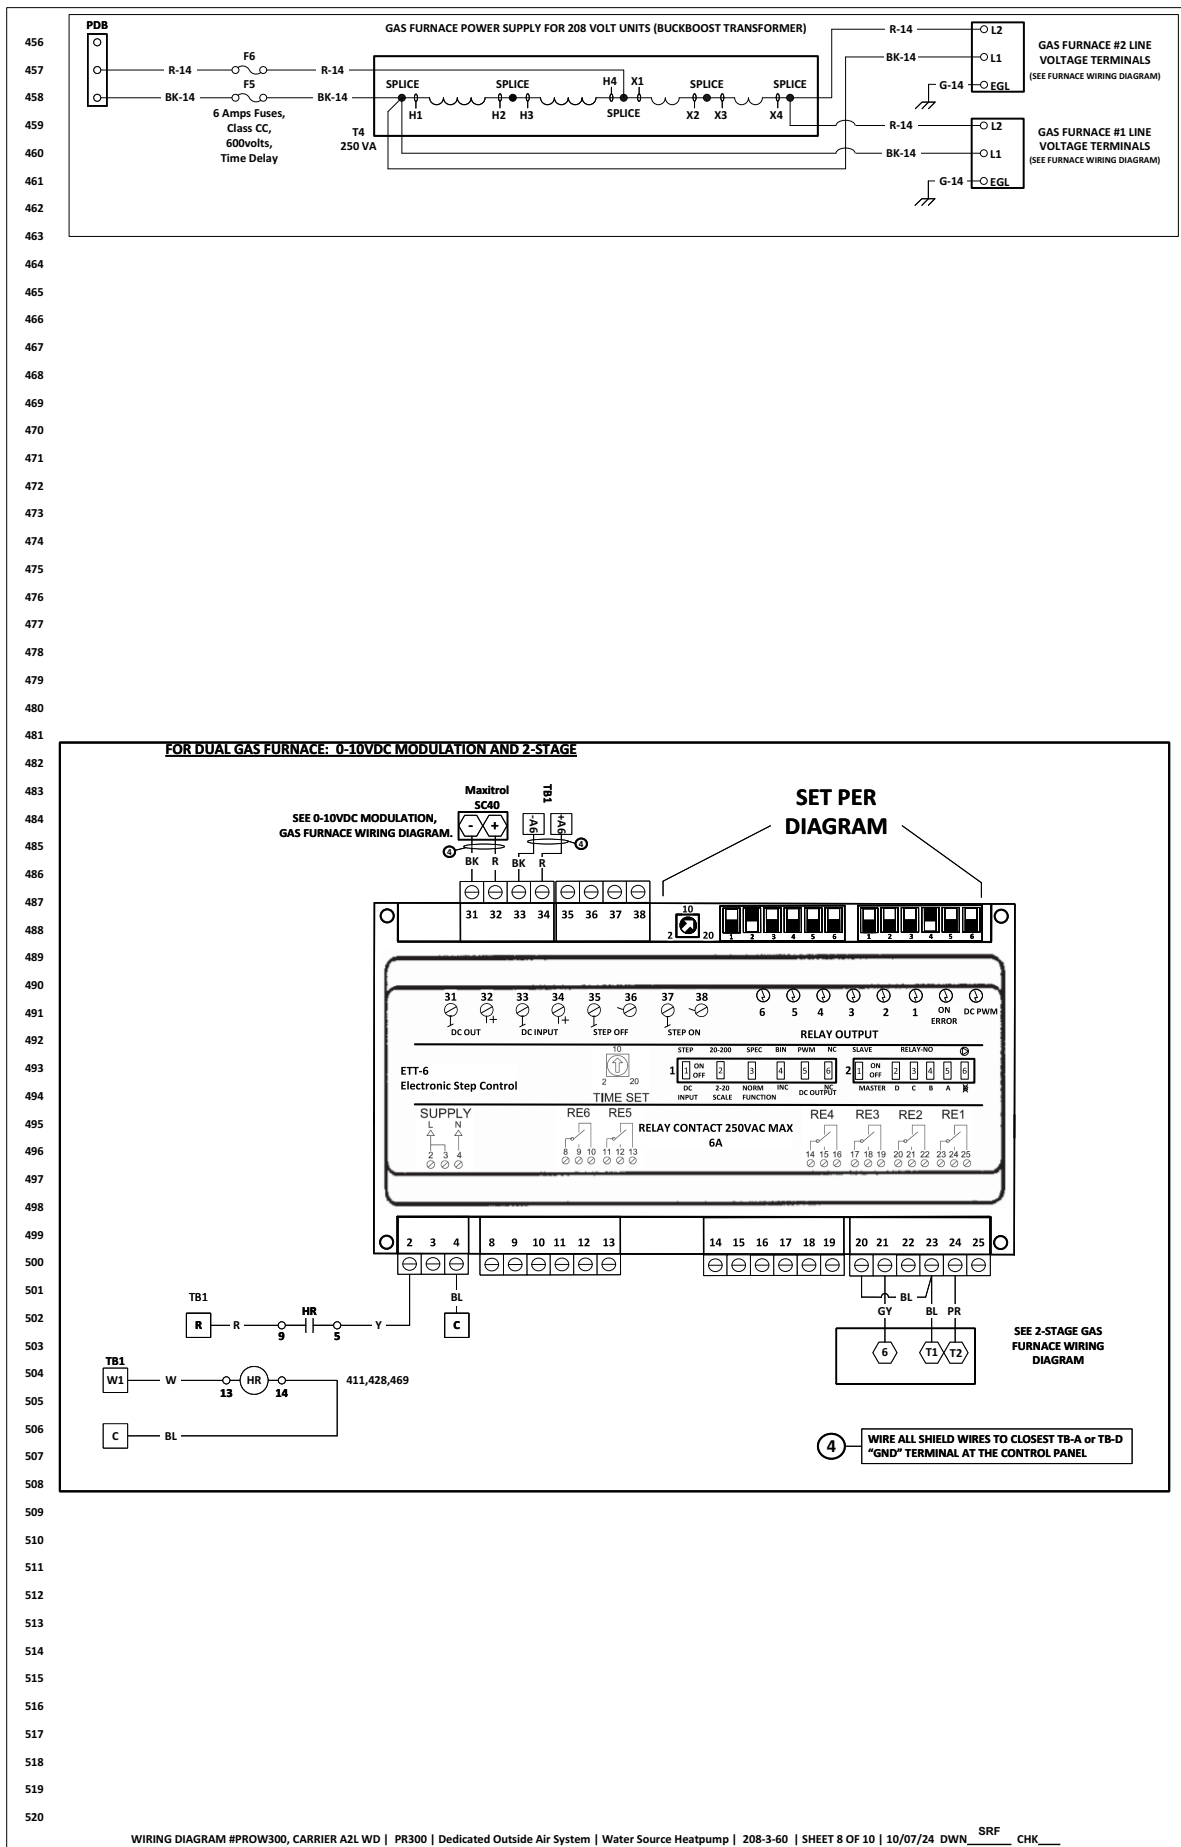 GAS FURNACE POWER SUPPLY FOR 208 VOLT UNITS (BUCKBOOST TRANSFORMER)
PDB
R-14
F6
R-14
BK-14
F5
BK-14
6 Amps Fuses,
Class CC,
600volts,
Time Delay
T4
250 VA
SPLICE
H1
SPLICE
H2 H3
H4 X1
SPLICE
SPLICE
X2 X3
SPLICE
X4
R-14
L2
BK-14
L1
G-14
EGL
GAS FURNACE #2 LINE
VOLTAGE TERMINALS
(SEE FURNACE WIRING DIAGRAM)
R-14
L2
BK-14
L1
G-14
EGL
GAS FURNACE #1 LINE
VOLTAGE TERMINALS
(SEE FURNACE WIRING DIAGRAM)
456
457
458
459
460
461
462
463
464
465
466
467
468
469
470
471
472
473
474
475
476
477
478
479
480
481
482
483
484
485
486
487
488
489
490
491
492
493
494
495
496
497
498
499
500
501
502
503
504
505
506
507
508
509
510
511
512
513
514
515
516
517
518
519
520
FOR DUAL GAS FURNACE: 0-10VDC MODULATION AND 2-STAGE
Maxitrol
SC40
TB1
SEE 0-10VDC MODULATION,
GAS FURNACE WIRING DIAGRAM.
- +
-A6 +A6
4 4
BK R BK R
SET PER
DIAGRAM
31 32 33 34 35 36 37 38
10
2 20
1 2 3 4 5 6
1 2 3 4 5 6
31 32 33 34 35 36 37 38
DC OUT DC INPUT STEP OFF STEP ON
6 5 4 3 2 1 ON ERROR DC PWM
RELAY OUTPUT
ETT-6
Electronic Step Control
10
2 20
TIME SET
STEP 20-200 SPEC BIN PWM NC
1 1 ON OFF 2 3 4 5 6
DC INPUT 2-20 SCALE NORM FUNCTION INC DC OUTPUT NC
SLAVE RELAY-NO
2 1 ON OFF 2 3 4 5 6
MASTER D C B A
SUPPLY
L N
2 3 4
RE6 RE5
8 9 10 11 12 13
RELAY CONTACT 250VAC MAX
6A
RE4 RE3 RE2 RE1
14 15 16 17 18 19 20 21 22 23 24 25
2 3 4
8 9 10 11 12 13
14 15 16 17 18 19
20 21 22 23 24 25
BL
C
TB1
R
R
9
HR
5
Y
TB1
W1
W
13
HR
14
411,428,469
C
BL
BL
GY BL PR
6 T1 T2
SEE 2-STAGE GAS
FURNACE WIRING
DIAGRAM
4
WIRE ALL SHIELD WIRES TO CLOSEST TB-A or TB-D
"GND" TERMINAL AT THE CONTROL PANEL
WIRING DIAGRAM #PROW300, CARRIER A2L WD | PR300 | Dedicated Outside Air System | Water Source Heatpump | 208-3-60 | SHEET 8 OF 10 | 10/07/24 DWN SRF CHK